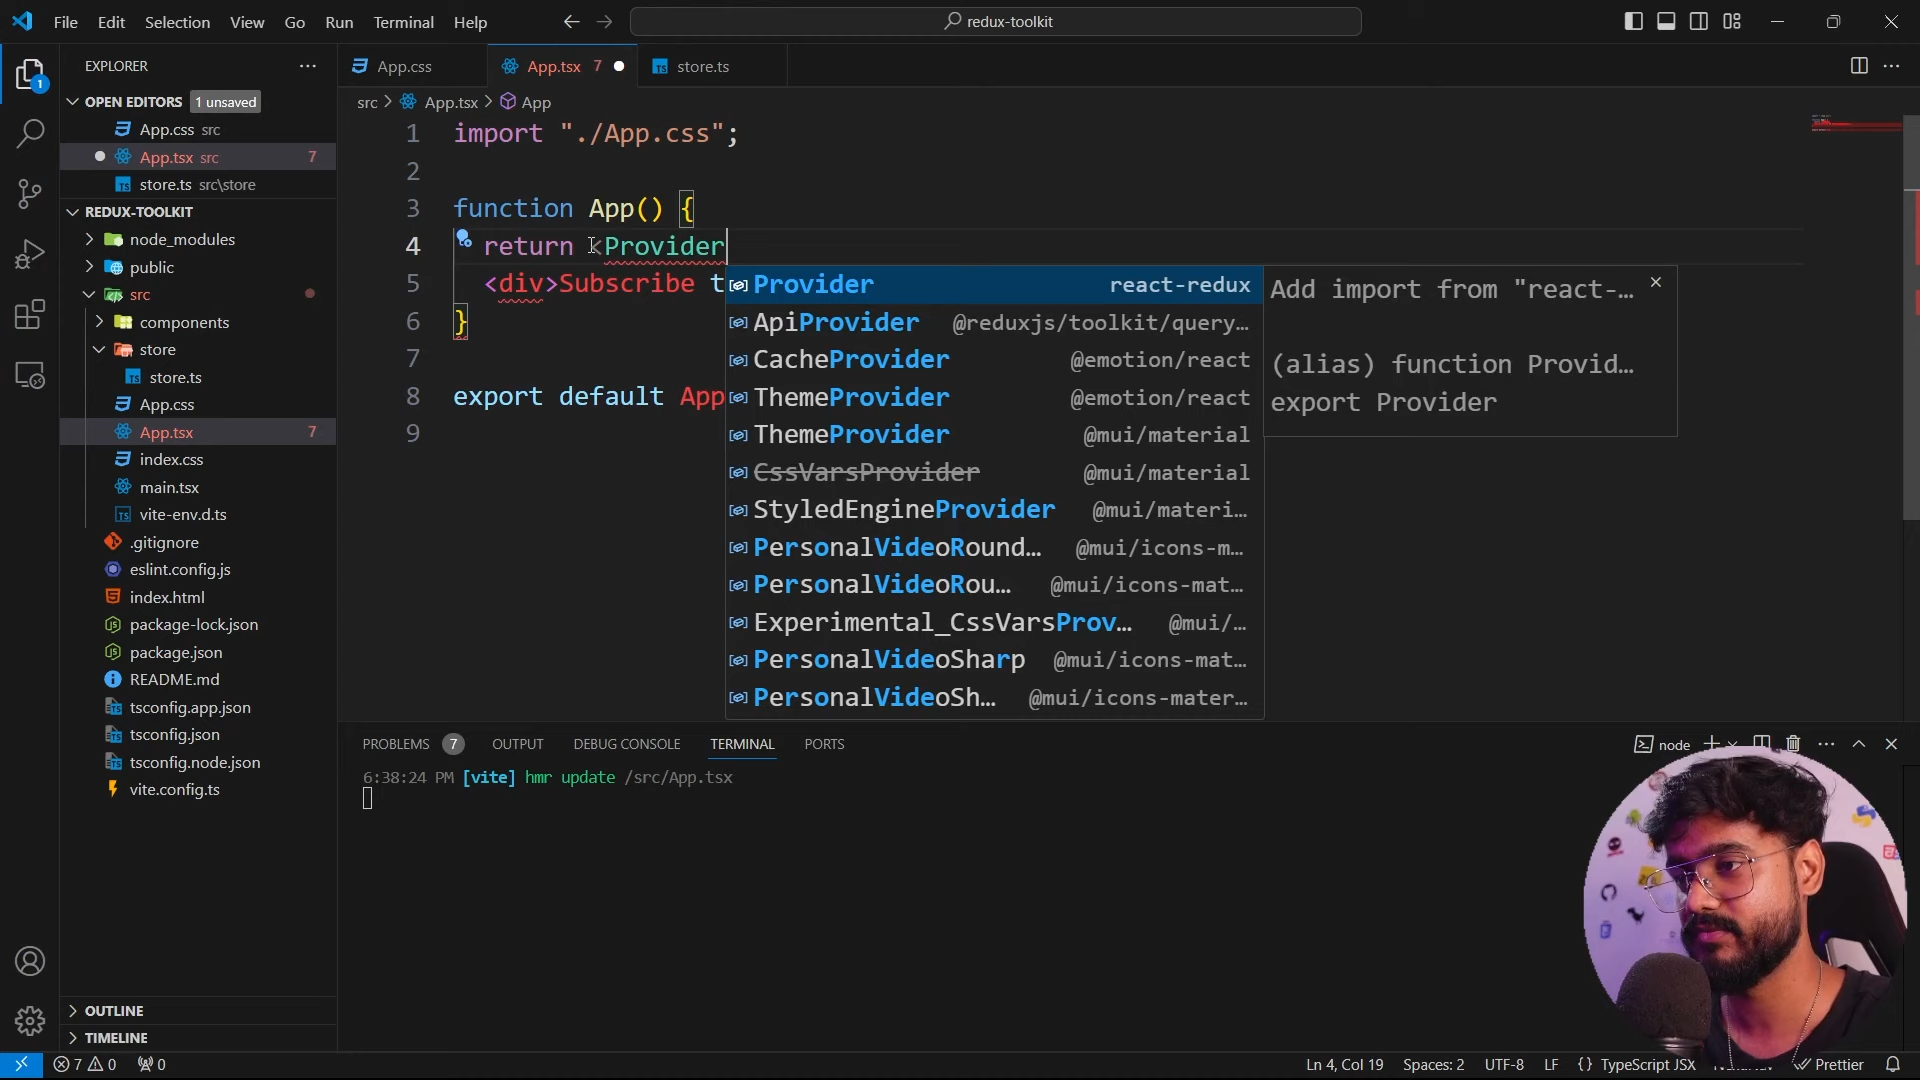 File Edit Selection View Go Run Terminal Help
redux-toolkit
EXPLORER
OPEN EDITORS 1 unsaved
App.css src
App.tsx src 7
store.ts src\store
REDUX-TOOLKIT
node_modules
public
src
components
store
store.ts
App.css
App.tsx 7
index.css
main.tsx
vite-env.d.ts
.gitignore
eslint.config.js
index.html
package-lock.json
package.json
README.md
tsconfig.app.json
tsconfig.json
tsconfig.node.json
vite.config.ts
OUTLINE
TIMELINE
1
App.css
App.tsx 7
store.ts
src > App.tsx > App
1 import "./App.css";
2
3 function App() {
4 return <Provider
5 <div>Subscribe t
6 }
7
8 export default App
9
Provider react-redux
ApiProvider @reduxjs/toolkit/query…
CacheProvider @emotion/react
ThemeProvider @emotion/react
ThemeProvider @mui/material
CssVarsProvider @mui/material
StyledEngineProvider @mui/materi…
PersonalVideoRound… @mui/icons-m…
PersonalVideoRou… @mui/icons-mat…
Experimental_CssVarsProv… @mui/…
PersonalVideoSharp @mui/icons-mat…
PersonalVideoSh… @mui/icons-mater…
Add import from "react-…
(alias) function Provid…
export Provider
PROBLEMS 7 OUTPUT DEBUG CONSOLE TERMINAL PORTS
node
6:38:24 PM [vite] hmr update /src/App.tsx
7 0 0
Ln 4, Col 19 Spaces: 2 UTF-8 LF {} TypeScript JSX Prettier